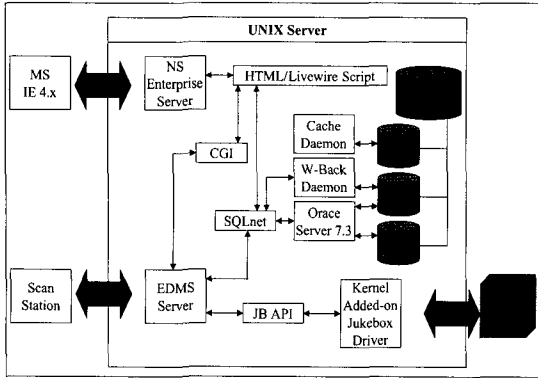 UNIX Server
MS
IE 4.x
NS
Enterprise
Server
HTML/Livewire Script
CGI
Cache
Daemon
W-Back
Daemon
SQLnet
Orace
Server 7.3
Scan
Station
EDMS
Server
JB API
Kernel
Added-on
Jukebox
Driver